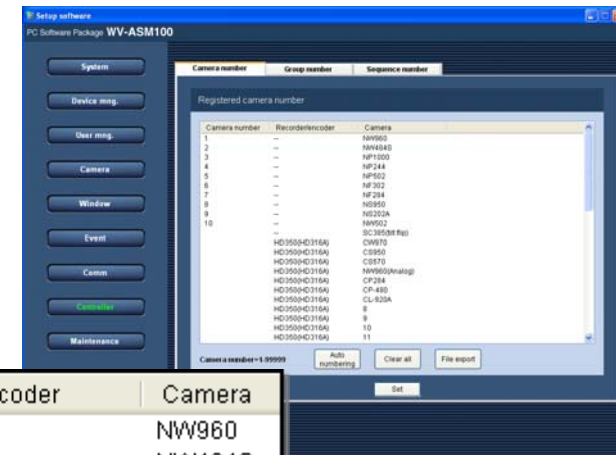 Setup software
PC Software Package WV-ASM100
System
Device mng.
User mng.
Camera
Window
Event
Comm
Controller
Maintenance
Camera number Group number Sequence number
Registered camera number
Camera number Recorder/encoder Camera
1 -- NW960
2 -- NW484S
3 -- NP1000
4 -- NP244
5 -- NP502
6 -- NF302
7 -- NF284
8 -- NS950
9 -- NS202A
10 -- NW502
-- SC385(tilt flip)
HD350(HD316A) CW970
HD350(HD316A) CS950
HD350(HD316A) CS570
HD350(HD316A) NW960(Analog)
HD350(HD316A) CP284
HD350(HD316A) CP-480
HD350(HD316A) CL-920A
HD350(HD316A) 8
HD350(HD316A) 9
HD350(HD316A) 10
HD350(HD316A) 11
Camera number=1-99999
Auto numbering
Clear all
File export
Set
coder Camera
NW960